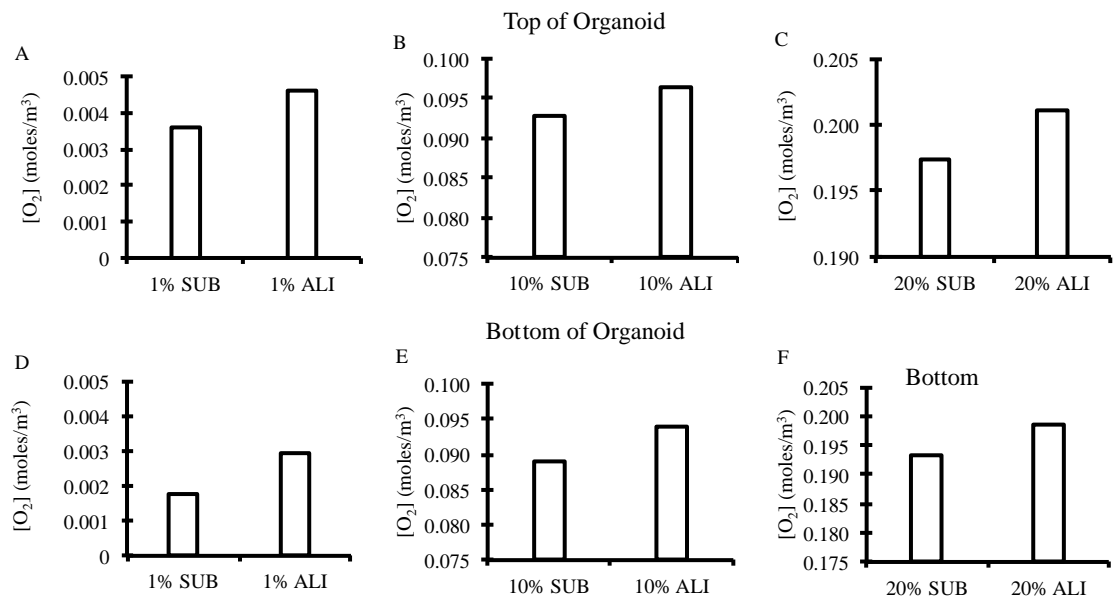 Top of Organoid
A
[O₂] (moles/m³)
0.005
0.004
0.003
0.002
0.001
0
1% SUB 1% ALI
B
[O₂] (moles/m³)
0.100
0.095
0.090
0.085
0.080
0.075
10% SUB 10% ALI
C
[O₂] (moles/m³)
0.205
0.200
0.195
0.190
20% SUB 20% ALI
Bottom of Organoid
D
[O₂] (moles/m³)
0.005
0.004
0.003
0.002
0.001
0
1% SUB 1% ALI
E
[O₂] (moles/m³)
0.100
0.095
0.090
0.085
0.080
0.075
10% SUB 10% ALI
F
Bottom
[O₂] (moles/m³)
0.205
0.200
0.195
0.190
0.185
0.180
0.175
20% SUB 20% ALI